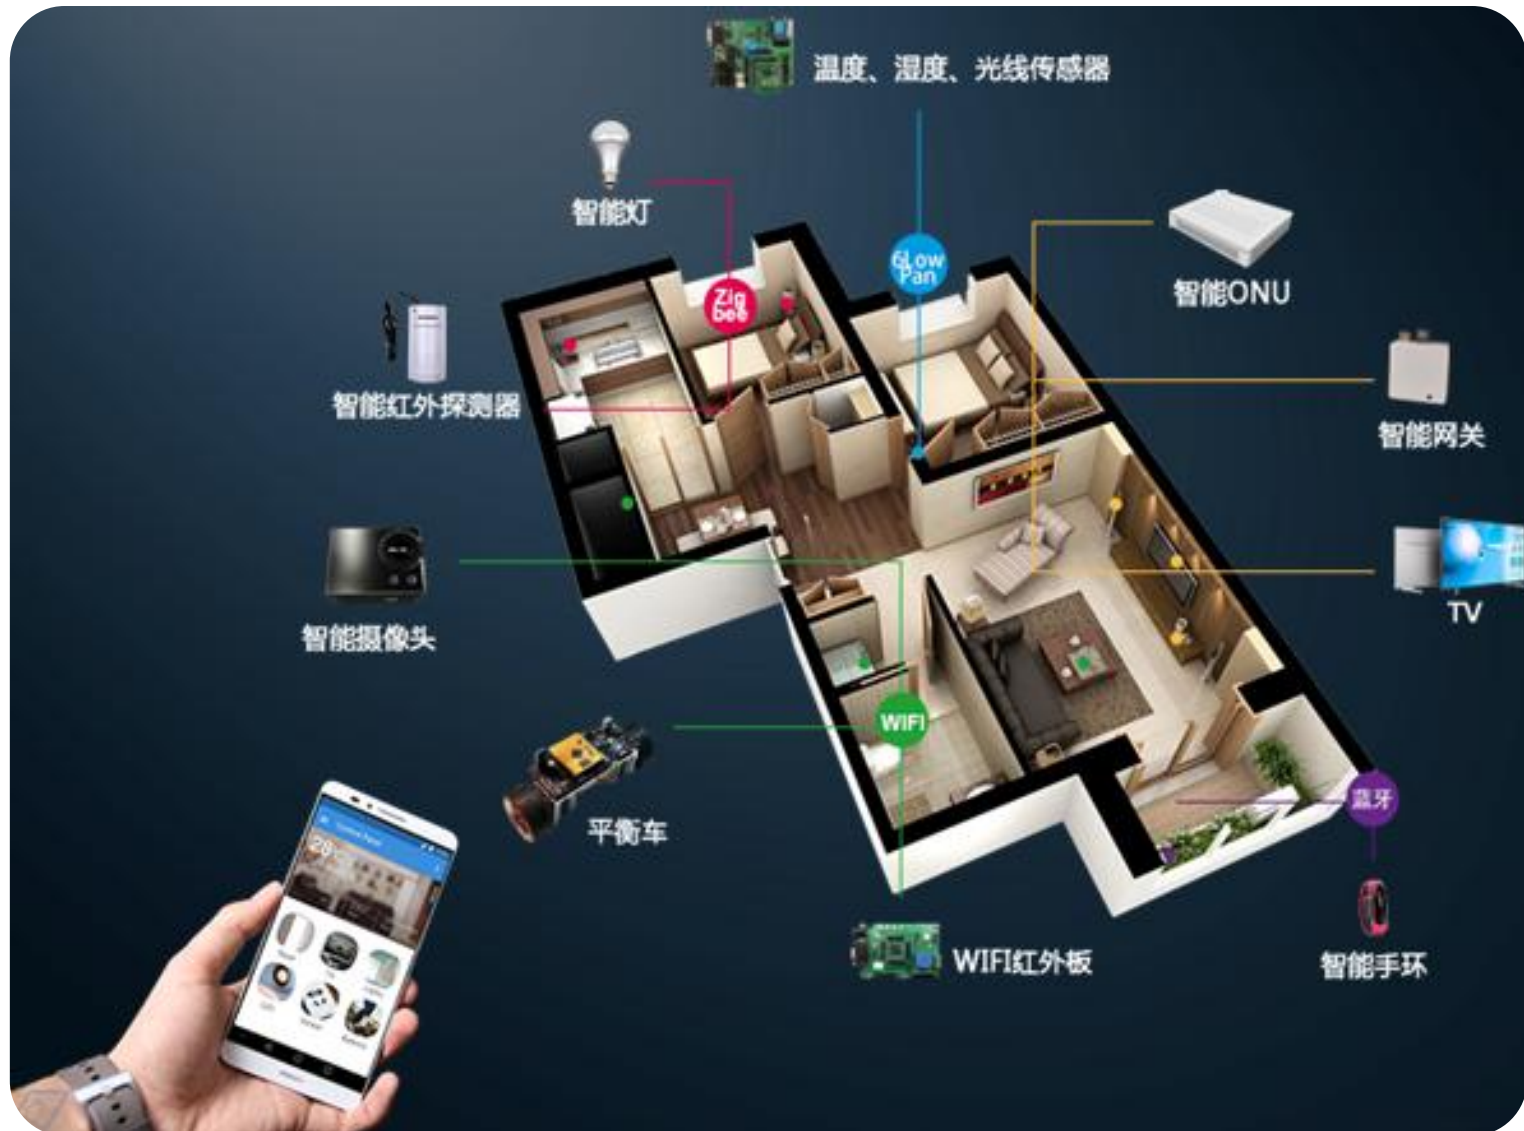 温度、湿度、光线传感器
智能灯
6Low
Pan
智能ONU
Zig
bee
智能红外探测器
智能网关
TV
智能摄像头
WIFI
平衡车
蓝牙
WIFI红外板
智能手环